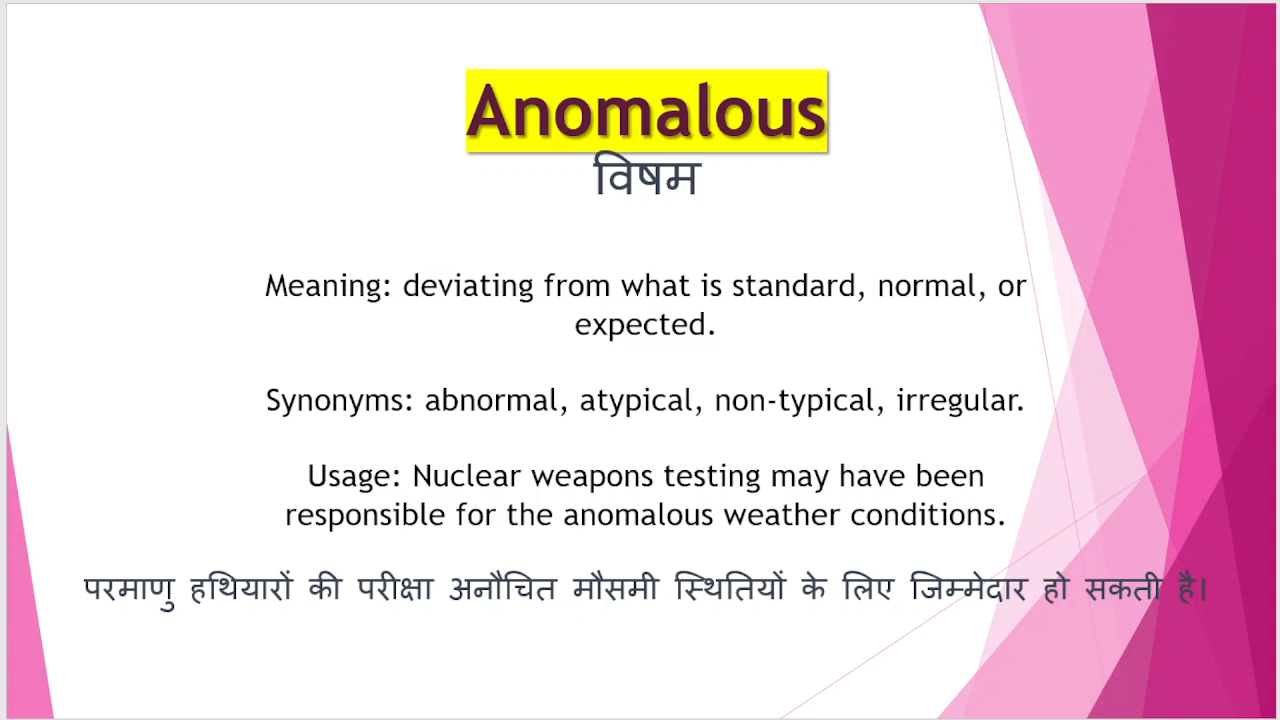 Anomalous
विषम
Meaning: deviating from what is standard, normal, or
expected.
Synonyms: abnormal, atypical, non-typical, irregular.
Usage: Nuclear weapons testing may have been
responsible for the anomalous weather conditions.
परमाणु हथियारों की परीक्षा अनौचित मौसमी स्थितियों के लिए जिम्मेदार हो सकती है।